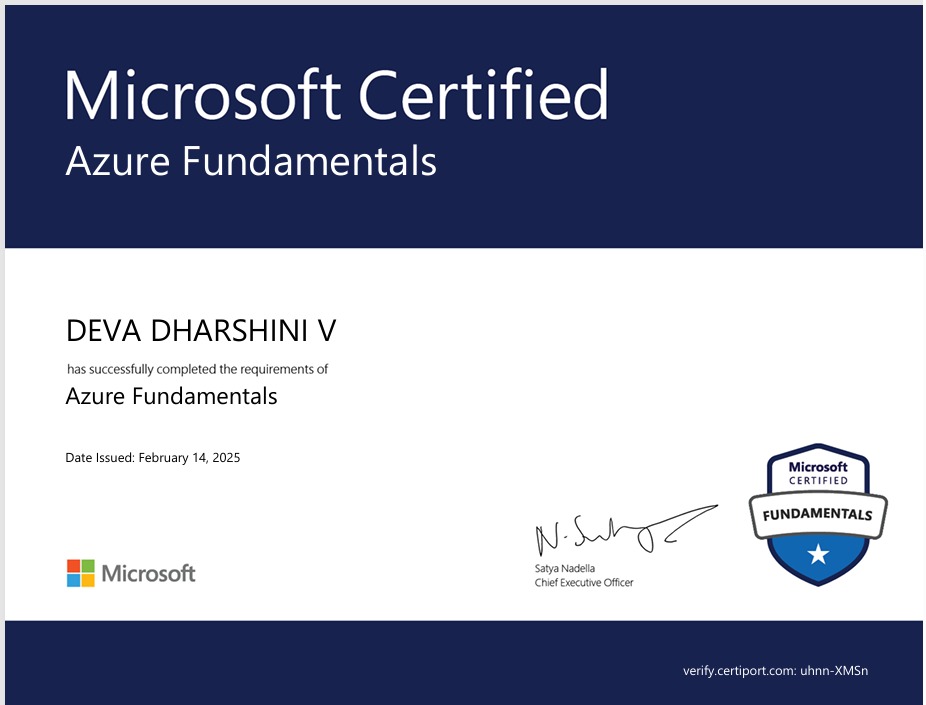 Microsoft Certified
Azure Fundamentals
DEVA DHARSHINI V
has successfully completed the requirements of
Azure Fundamentals
Date Issued: February 14, 2025
Microsoft
CERTIFIED
FUNDAMENTALS
N. Satya
Satya Nadella
Chief Executive Officer
Microsoft
verify.certiport.com: uhnn-XMSn